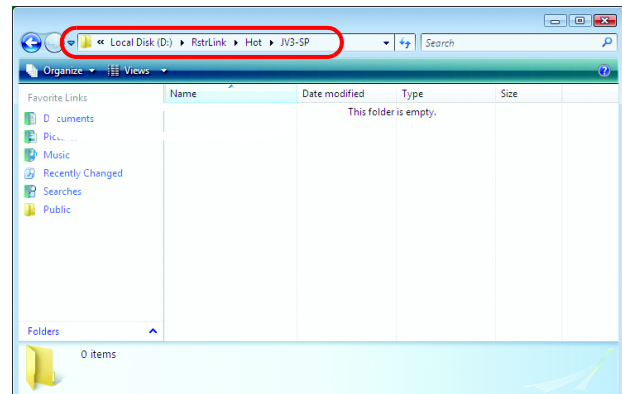 « Local Disk (D:) ▸ RstrLink ▸ Hot ▸ JV3-SP Search
Organize Views
Favorite Links
Name Date modified Type Size
This folder is empty.
D cuments
Music
Recently Changed
Searches
Public
Folders
0 items